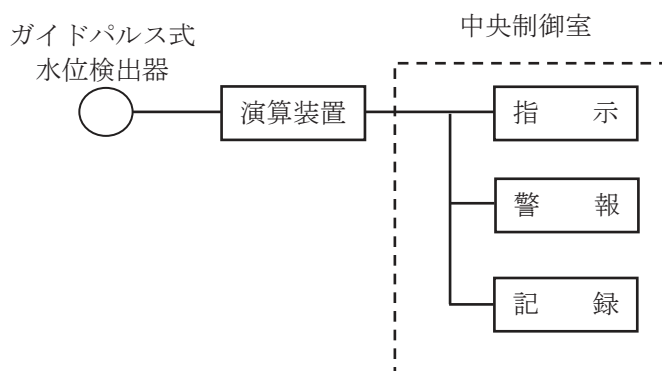 中央制御室
ガイドパルス式
水位検出器
演算装置
指 示
警 報
記 録